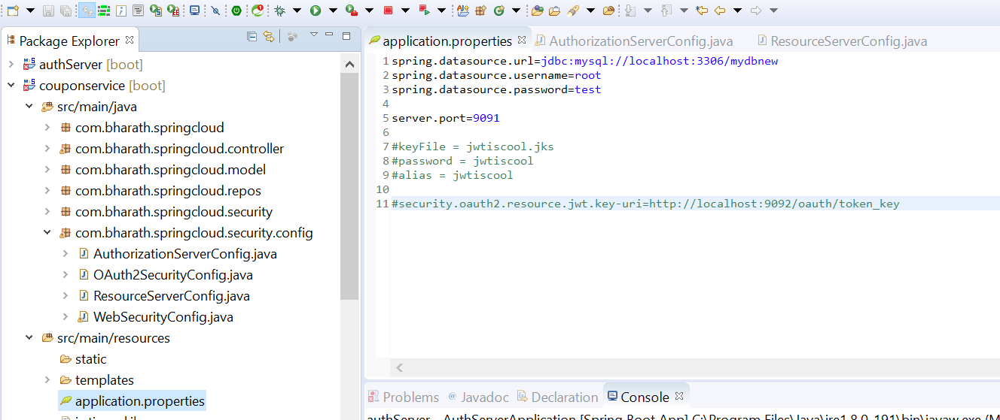 Package Explorer
authServer [boot]
couponservice [boot]
src/main/java
com.bharath.springcloud
com.bharath.springcloud.controller
com.bharath.springcloud.model
com.bharath.springcloud.repos
com.bharath.springcloud.security
com.bharath.springcloud.security.config
AuthorizationServerConfig.java
OAuth2SecurityConfig.java
ResourceServerConfig.java
WebSecurityConfig.java
src/main/resources
static
templates
application.properties
application.properties AuthorizationServerConfig.java ResourceServerConfig.java
1 spring.datasource.url=jdbc:mysql://localhost:3306/mydbnew
2 spring.datasource.username=root
3 spring.datasource.password=test
4
5 server.port=9091
6
7 #keyFile = jwtiscool.jks
8 #password = jwtiscool
9 #alias = jwtiscool
10
11 #security.oauth2.resource.jwt.key-uri=http://localhost:9092/oauth/token_key
Problems @ Javadoc Declaration Console
authServer - AuthServerApplication [Spring Boot App] C:\Program Files\Java\jre1.8.0_191\bin\javaw.exe (M